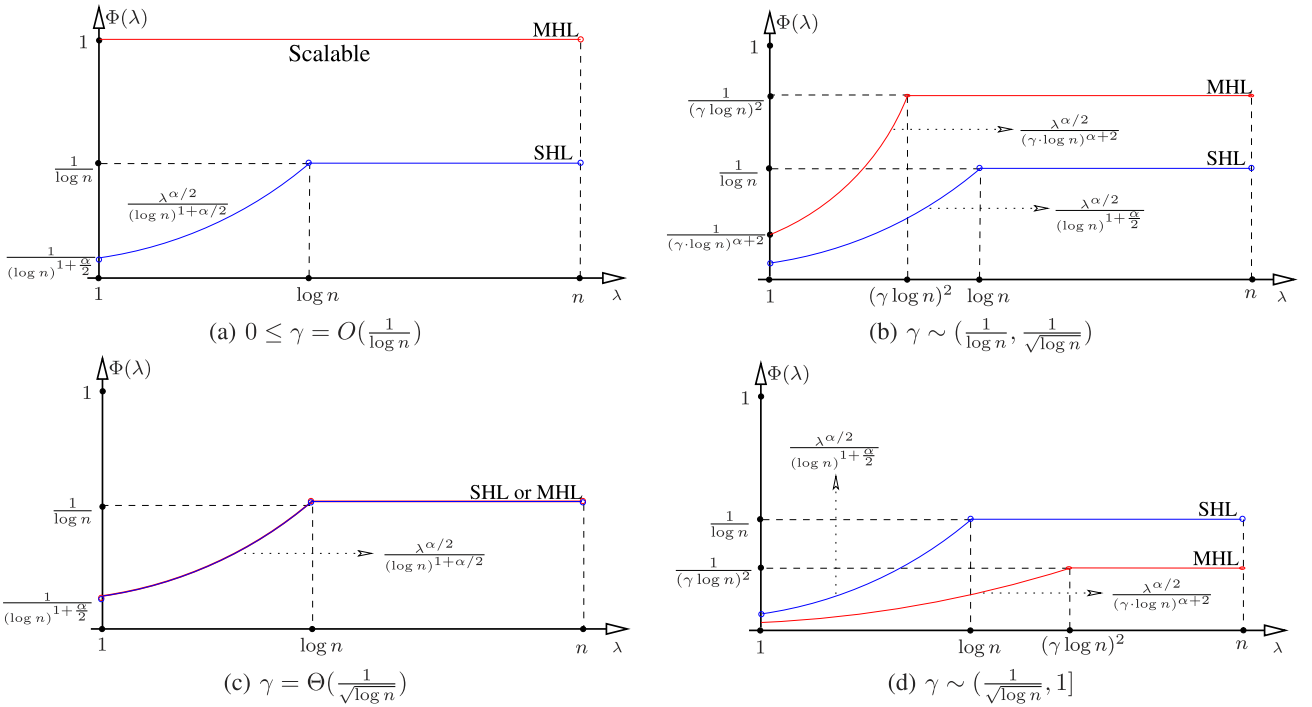 Φ(λ)
1
MHL
Scalable
1/log n
SHL
λ^{α/2}/(log n)^{1+α/2}
1/(log n)^{1+α/2}
1
log n
n
λ
(a) 0 ≤ γ = O(1/log n)
Φ(λ)
1
1/(γ log n)^2
MHL
λ^{α/2}/(γ·log n)^{α+2}
1/log n
SHL
λ^{α/2}/(log n)^{1+α/2}
1/(γ·log n)^{α+2}
1
(γ log n)^2
log n
n
λ
(b) γ ∼ (1/log n, 1/√log n)
Φ(λ)
1
1/log n
SHL or MHL
λ^{α/2}/(log n)^{1+α/2}
1/(log n)^{1+α/2}
1
log n
n
λ
(c) γ = Θ(1/√log n)
Φ(λ)
1
λ^{α/2}/(log n)^{1+α/2}
1/log n
SHL
1/(γ log n)^2
MHL
λ^{α/2}/(γ·log n)^{α+2}
1
log n
(γ log n)^2
n
λ
(d) γ ∼ (1/√log n, 1]